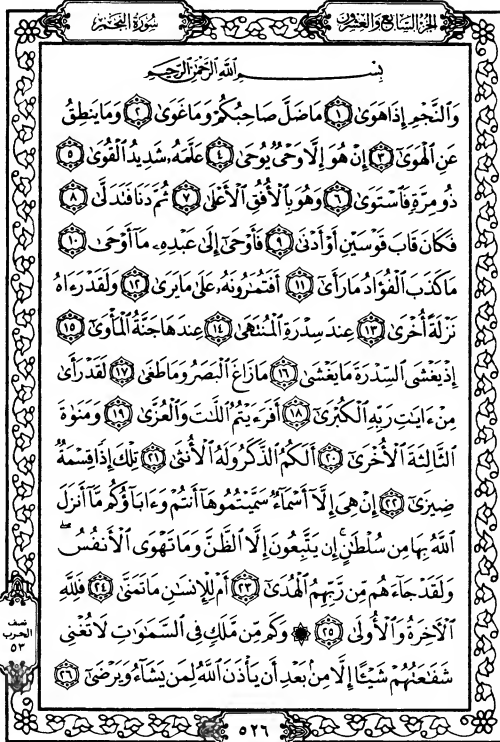 سورة النجم الجزء السابع والعشرون
بِسْمِ اللَّهِ الرَّحْمَٰنِ الرَّحِيمِ
وَالنَّجْمِ إِذَا هَوَىٰ ١ مَا ضَلَّ صَاحِبُكُمْ وَمَا غَوَىٰ ٢ وَمَا يَنطِقُ
عَنِ الْهَوَىٰ ٣ إِنْ هُوَ إِلَّا وَحْيٌ يُوحَىٰ ٤ عَلَّمَهُ شَدِيدُ الْقُوَىٰ ٥
ذُو مِرَّةٍ فَاسْتَوَىٰ ٦ وَهُوَ بِالْأُفُقِ الْأَعْلَىٰ ٧ ثُمَّ دَنَا فَتَدَلَّىٰ ٨
فَكَانَ قَابَ قَوْسَيْنِ أَوْ أَدْنَىٰ ٩ فَأَوْحَىٰ إِلَىٰ عَبْدِهِ مَا أَوْحَىٰ ١٠
مَا كَذَبَ الْفُؤَادُ مَا رَأَىٰ ١١ أَفَتُمَارُونَهُ عَلَىٰ مَا يَرَىٰ ١٢ وَلَقَدْ رَآهُ
نَزْلَةً أُخْرَىٰ ١٣ عِندَ سِدْرَةِ الْمُنتَهَىٰ ١٤ عِندَهَا جَنَّةُ الْمَأْوَىٰ ١٥
إِذْ يَغْشَى السِّدْرَةَ مَا يَغْشَىٰ ١٦ مَا زَاغَ الْبَصَرُ وَمَا طَغَىٰ ١٧ لَقَدْ رَأَىٰ
مِنْ آيَاتِ رَبِّهِ الْكُبْرَىٰ ١٨ أَفَرَأَيْتُمُ اللَّاتَ وَالْعُزَّىٰ ١٩ وَمَنَوٰةَ
الثَّالِثَةَ الْأُخْرَىٰ ٢٠ أَلَكُمُ الذَّكَرُ وَلَهُ الْأُنثَىٰ ٢١ تِلْكَ إِذًا قِسْمَةٌ
ضِيزَىٰ ٢٢ إِنْ هِيَ إِلَّا أَسْمَاءٌ سَمَّيْتُمُوهَا أَنتُمْ وَآبَاؤُكُم مَّا أَنزَلَ
اللَّهُ بِهَا مِن سُلْطَانٍ ۚ إِن يَتَّبِعُونَ إِلَّا الظَّنَّ وَمَا تَهْوَى الْأَنفُسُ ۖ
وَلَقَدْ جَاءَهُم مِّن رَّبِّهِمُ الْهُدَىٰ ٢٣ أَمْ لِلْإِنسَانِ مَا تَمَنَّىٰ ٢٤ فَلِلَّهِ
الْآخِرَةُ وَالْأُولَىٰ ٢٥ ۞ وَكَم مِّن مَّلَكٍ فِي السَّمَاوَاتِ لَا تُغْنِي
شَفَاعَتُهُمْ شَيْئًا إِلَّا مِن بَعْدِ أَن يَأْذَنَ اللَّهُ لِمَن يَشَاءُ وَيَرْضَىٰ ٢٦
نصف
الحزب
٥٣
٥٢٦